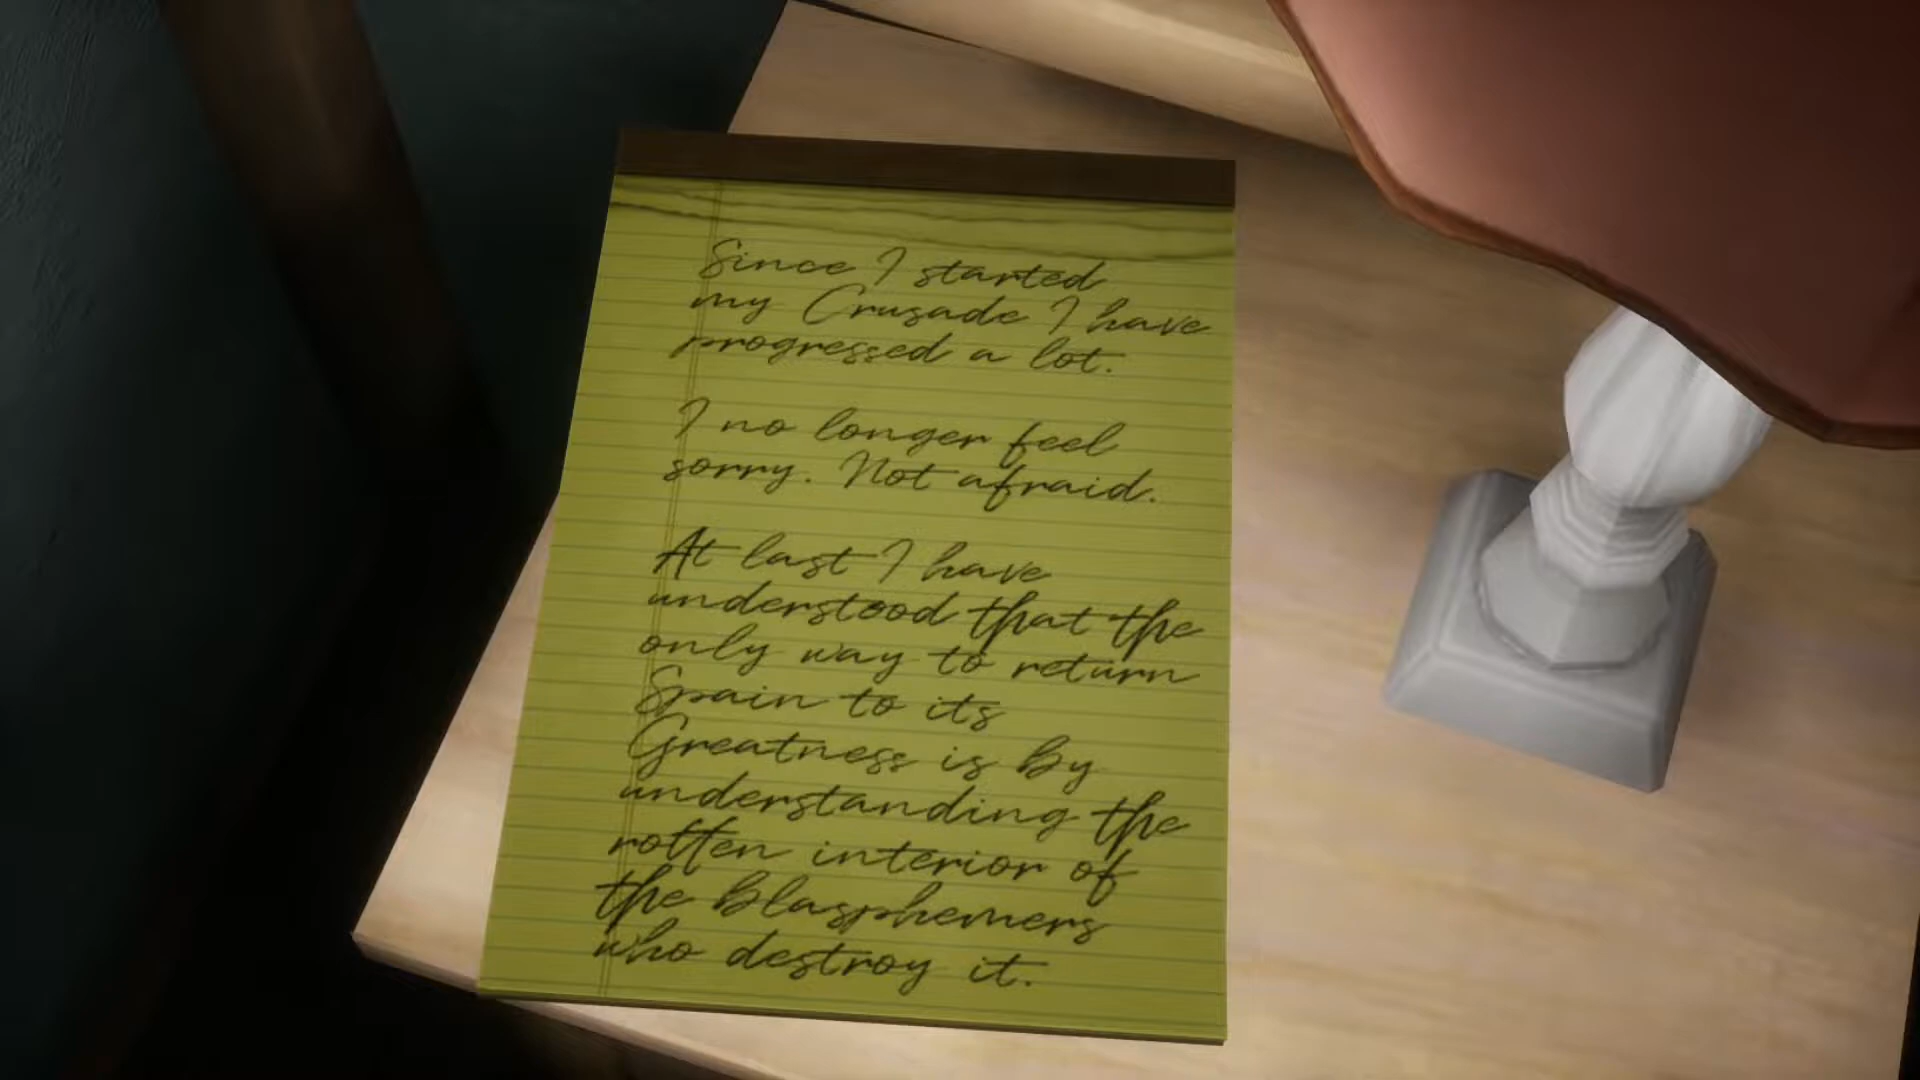 Since I started
my Crusade I have
progressed a lot.
I no longer feel
sorry. Not afraid.
At last I have
understood that the
only way to return
Spain to its
Greatness is by
understanding the
rotten interior of
the Blasphemers
who destroy it.